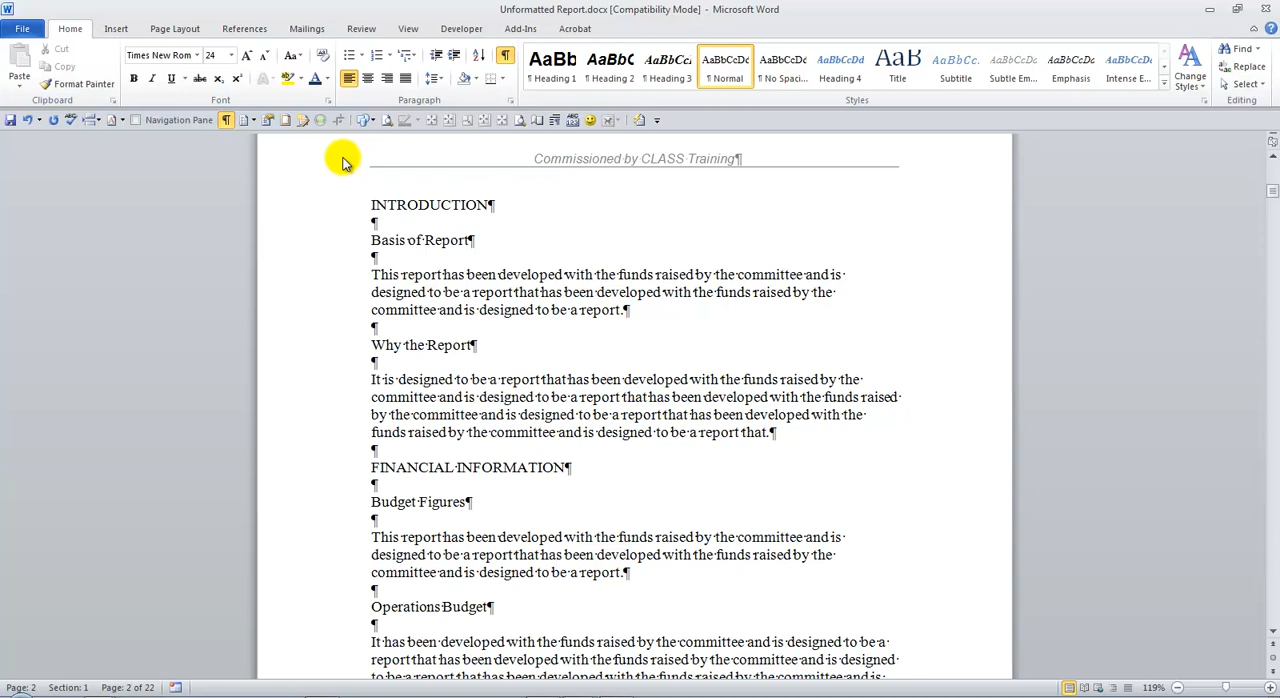 Unformatted Report.docx [Compatibility Mode] - Microsoft Word
File Home Insert Page Layout References Mailings Review View Developer Add-Ins Acrobat
Paste
Cut
Copy
Format Painter
Clipboard
Times New Rom 24
Font
Paragraph
AaBb AaBbC AaBbCc AaBbCcDc AaBbCcDc AaBbCcDd AaB AaBbCc. AaBbCcDd AaBbCcDc AaBbCcDd
¶ Heading 1 ¶ Heading 2 ¶ Heading 3 ¶ Normal ¶ No Spaci... Heading 4 Title Subtitle Subtle Em... Emphasis Intense E...
Styles
Change Styles
Find
Replace
Select
Editing
Navigation Pane
Commissioned·by·CLASS·Training¶
INTRODUCTION¶
¶
Basis·of·Report¶
¶
This·report·has·been·developed·with·the·funds·raised·by·the·committee·and·is·
designed·to·be·a·report·that·has·been·developed·with·the·funds·raised·by·the·
committee·and·is·designed·to·be·a·report.¶
¶
Why·the·Report¶
¶
It·is·designed·to·be·a·report·that·has·been·developed·with·the·funds·raised·by·the·
committee·and·is·designed·to·be·a·report·that·has·been·developed·with·the·funds·raised·
by·the·committee·and·is·designed·to·be·a·report·that·has·been·developed·with·the·
funds·raised·by·the·committee·and·is·designed·to·be·a·report·that.¶
¶
FINANCIAL·INFORMATION¶
¶
Budget·Figures¶
¶
This·report·has·been·developed·with·the·funds·raised·by·the·committee·and·is·
designed·to·be·a·report·that·has·been·developed·with·the·funds·raised·by·the·
committee·and·is·designed·to·be·a·report.¶
¶
Operations·Budget¶
¶
It·has·been·developed·with·the·funds·raised·by·the·committee·and·is·designed·to·be·a·
report·that·has·been·developed·with·the·funds·raised·by·the·committee·and·is·designed·
Page: 2 Section: 1 Page: 2 of 22 119%